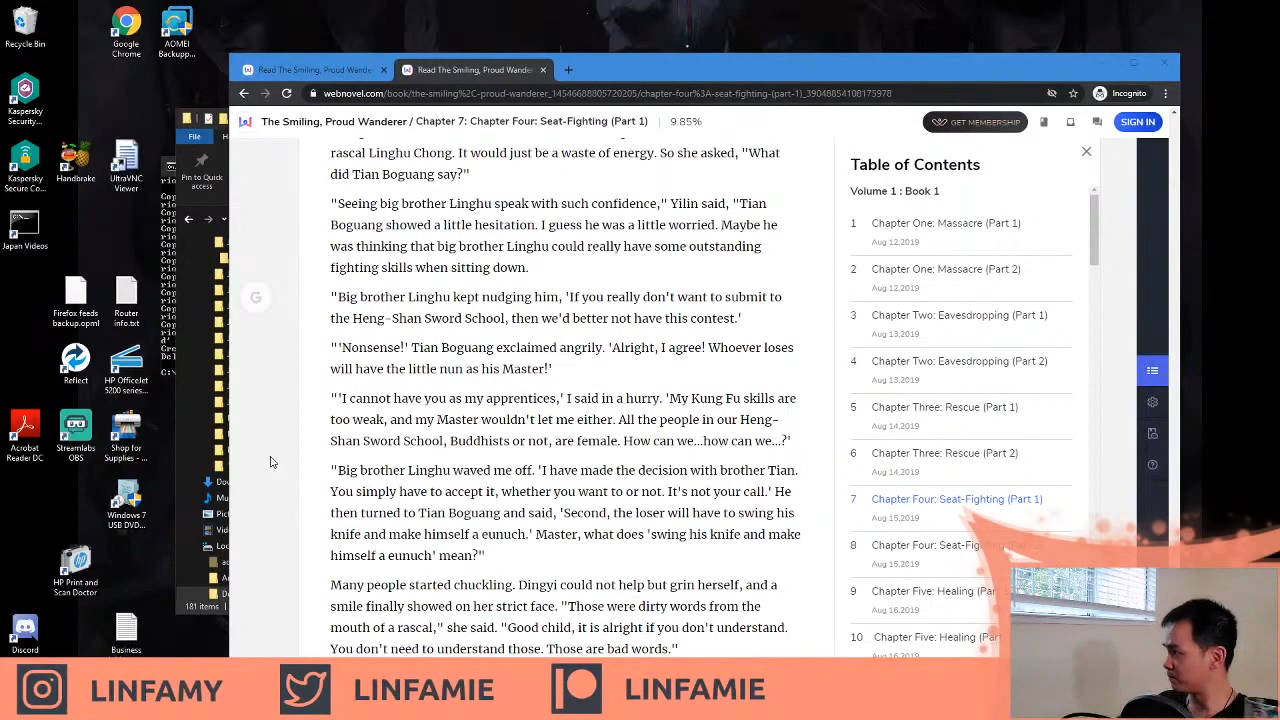 Recycle Bin
Google Chrome
AOMEI Backupp...
Kaspersky Security...
Handbrake
UltraVNC Viewer
Kaspersky Secure Co...
Japan Videos
Firefox feeds backup.opml
Router info.txt
Reflect
HP OfficeJet 5200 series...
Acrobat Reader DC
Streamlabs OBS
Shop for Supplies - ...
Windows 7 USB DVD...
HP Print and Scan Doctor
Discord
Business
File
Pin to Quick access
181 items
Read The Smiling, Proud Wande
Read The Smiling, Proud Wande
webnovel.com/book/the-smiling%2C-proud-wanderer_14546688805720205/chapter-four%3A-seat-fighting-(part-1)_39048854108175978
Incognito
The Smiling, Proud Wanderer / Chapter 7: Chapter Four: Seat-Fighting (Part 1)
9.85%
GET MEMBERSHIP
SIGN IN
rascal Linghu Chong. It would just be a waste of energy. So she asked, "What
did Tian Boguang say?"
"Seeing big brother Linghu speak with such confidence," Yilin said, "Tian
Boguang showed a little hesitation. I guess he was a little worried. Maybe he
was thinking that big brother Linghu could really have some outstanding
fighting skills when sitting down.
"Big brother Linghu kept nudging him, 'If you really don't want to submit to
the Heng-Shan Sword School, then we'd better not have this contest.'
"'Nonsense!' Tian Boguang exclaimed angrily. 'Alright, I agree! Whoever loses
will have the little nun as his Master!'
"'I cannot have you as my apprentices,' I said in a hurry. 'My Kung Fu skills are
too weak, and my Master wouldn't let me either. All the people in our Heng-
Shan Sword School, Buddhists or not, are female. How can we...how can we...?'
"Big brother Linghu waved me off. 'I have made the decision with brother Tian.
You simply have to accept it, whether you want to or not. It's not your call.' He
then turned to Tian Boguang and said, 'Second, the loser will have to swing his
knife and make himself a eunuch.' Master, what does 'swing his knife and make
himself a eunuch' mean?"
Many people started chuckling. Dingyi could not help but grin herself, and a
smile finally showed on her strict face. "Those were dirty words from the
mouth of a rascal," she said. "Good child, it is alright if you don't understand.
You don't need to understand those. Those are bad words."
Table of Contents
Volume 1 : Book 1
1 Chapter One: Massacre (Part 1)
Aug 12,2019
2 Chapter One: Massacre (Part 2)
Aug 12,2019
3 Chapter Two: Eavesdropping (Part 1)
Aug 13,2019
4 Chapter Two: Eavesdropping (Part 2)
Aug 13,2019
5 Chapter Three: Rescue (Part 1)
Aug 14,2019
6 Chapter Three: Rescue (Part 2)
Aug 14,2019
7 Chapter Four: Seat-Fighting (Part 1)
Aug 15,2019
8 Chapter Four: Seat-Fighting
Aug 15,2019
9 Chapter Five: Healing (Par
Aug 16,2019
10 Chapter Five: Healing (Par
Aug 16,2019
LINFAMY
LINFAMIE
LINFAMIE